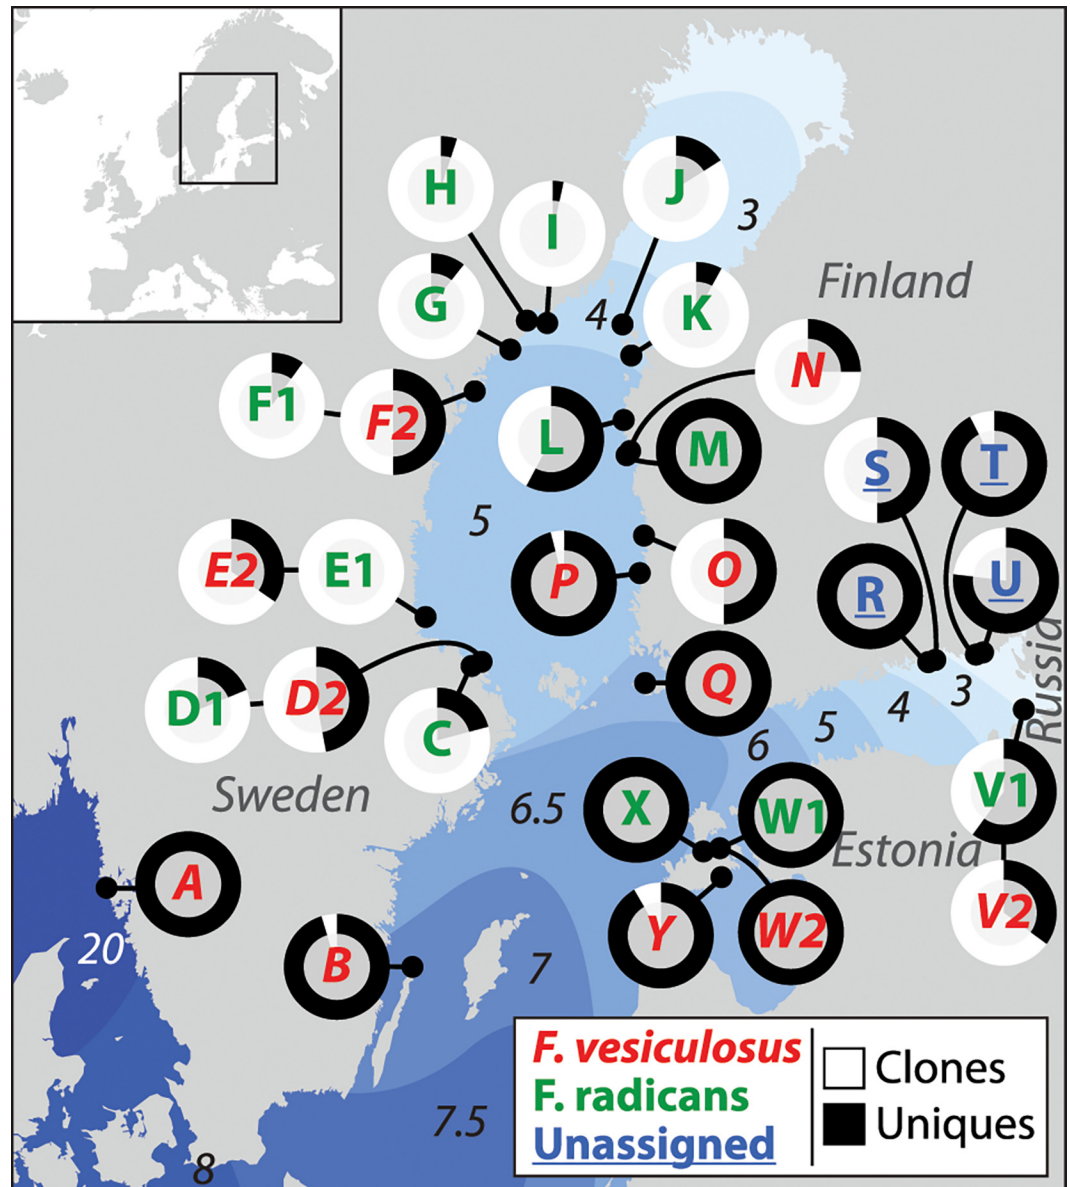 H
J
I
3
Finland
G
4
K
N
F1
F2
L
M
S
T
5
E2
E1
P
O
R
U
Russia
D1
D2
C
Q
3
4
5
6
Sweden
6.5
X
W1
V1
Estonia
A
20
B
7
Y
W2
V2
F. vesiculosus
F. radicans
Unassigned
Clones
Uniques
7.5
8